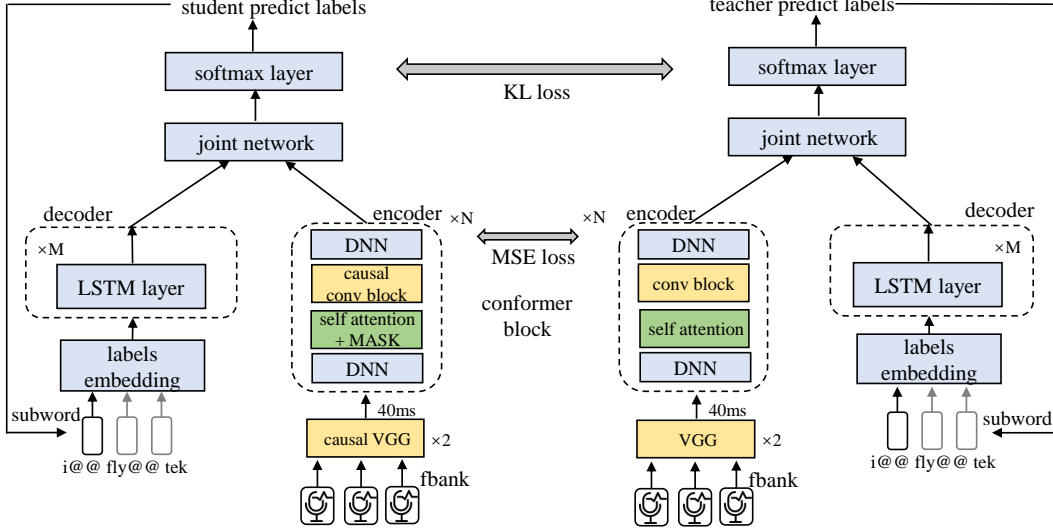 student predict labels
teacher predict labels
softmax layer
KL loss
softmax layer
joint network
joint network
decoder
encoder
×N
×N
encoder
decoder
×M
DNN
MSE loss
DNN
×M
LSTM layer
causal
conv block
conv block
LSTM layer
conformer
block
self attention
+ MASK
self attention
labels
embedding
DNN
DNN
labels
embedding
subword
40ms
40ms
subword
causal VGG
×2
VGG
×2
i@@ fly@@ tek
fbank
fbank
i@@ fly@@ tek